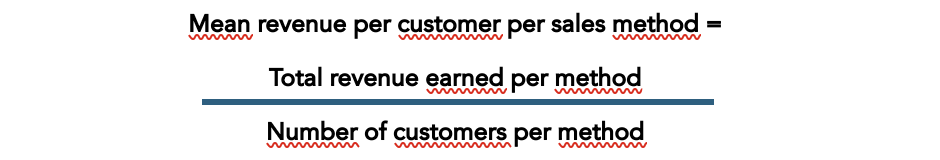 Mean revenue per customer per sales method =
Total revenue earned per method
Number of customers per method